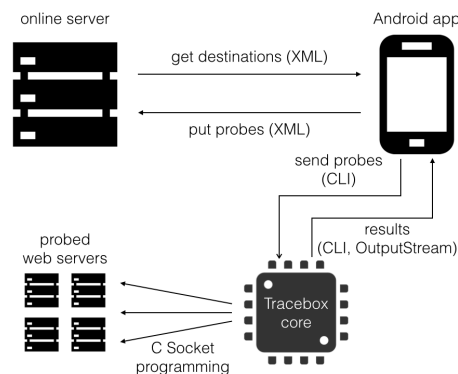 online server
Android app
get destinations (XML)
put probes (XML)
send probes
(CLI)
results
(CLI, OutputStream)
probed
web servers
Tracebox
core
C Socket
programming